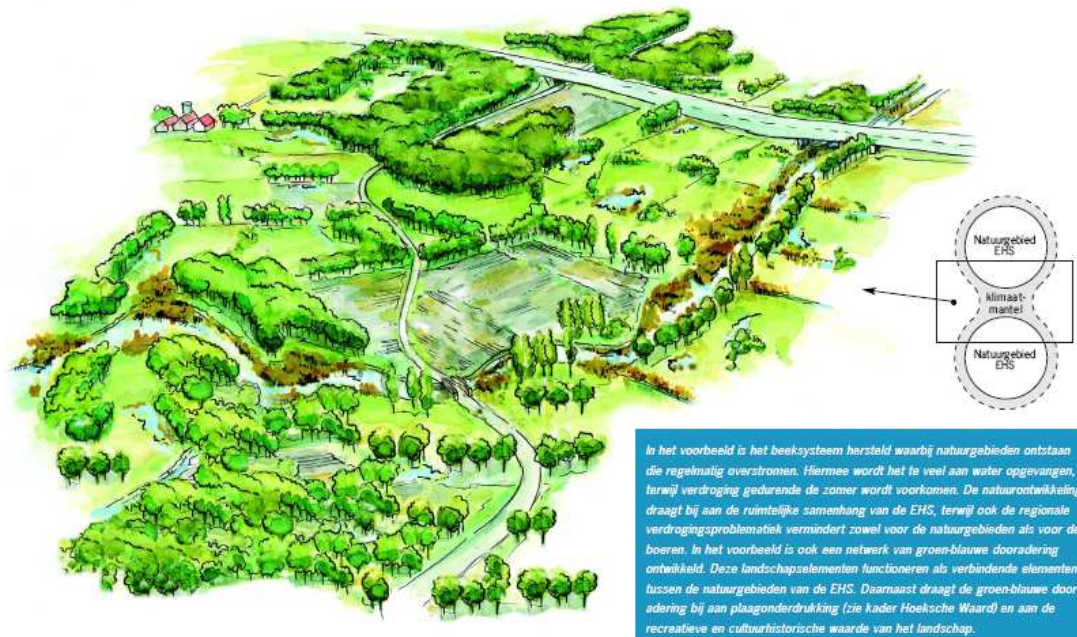 Natuurgebied
EHS
klimaat-
mantel
Natuurgebied
EHS
In het voorbeeld is het beeksysteem hersteld waarbij natuurgebieden ontstaan
die regelmatig overstromen. Hiermee wordt het te veel aan water opgevangen,
terwijl verdroging gedurende de zomer wordt voorkomen. De natuurontwikkeling
draagt bij aan de ruimtelijke samenhang van de EHS, terwijl ook de regionale
verdrogingsproblematiek vermindert zowel voor de natuurgebieden als voor de
boeren. In het voorbeeld is ook een netwerk van groen-blauwe dooradering
ontwikkeld. Deze landschapselementen functioneren als verbindende elementen
tussen de natuurgebieden van de EHS. Daarnaast draagt de groen-blauwe door-
adering bij aan plaagonderdrukking (zie kader Hoeksche Waard) en aan de
recreatieve en cultuurhistorische waarde van het landschap.